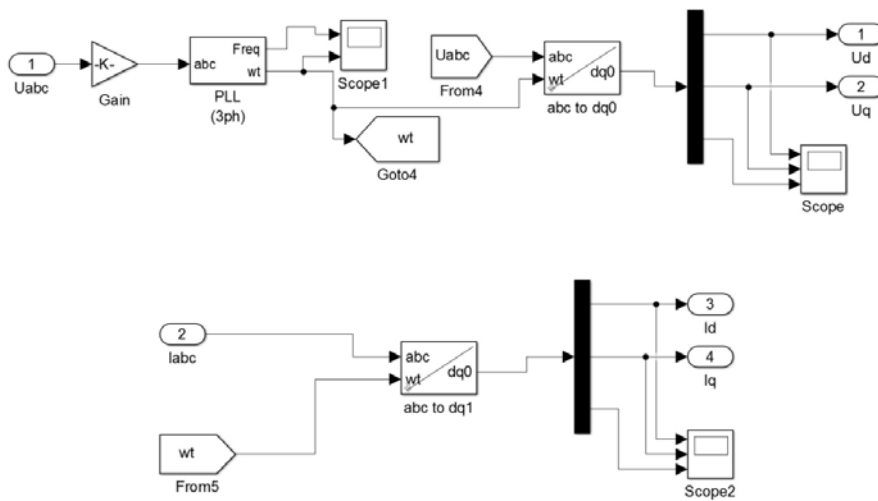 1
Uabc
-K-
Gain
abc
Freq
wt
PLL
(3ph)
Scope1
wt
Goto4
Uabc
From4
abc
wt
dq0
abc to dq0
1
Ud
2
Uq
Scope
2
Iabc
wt
From5
abc
wt
dq0
abc to dq1
3
Id
4
Iq
Scope2